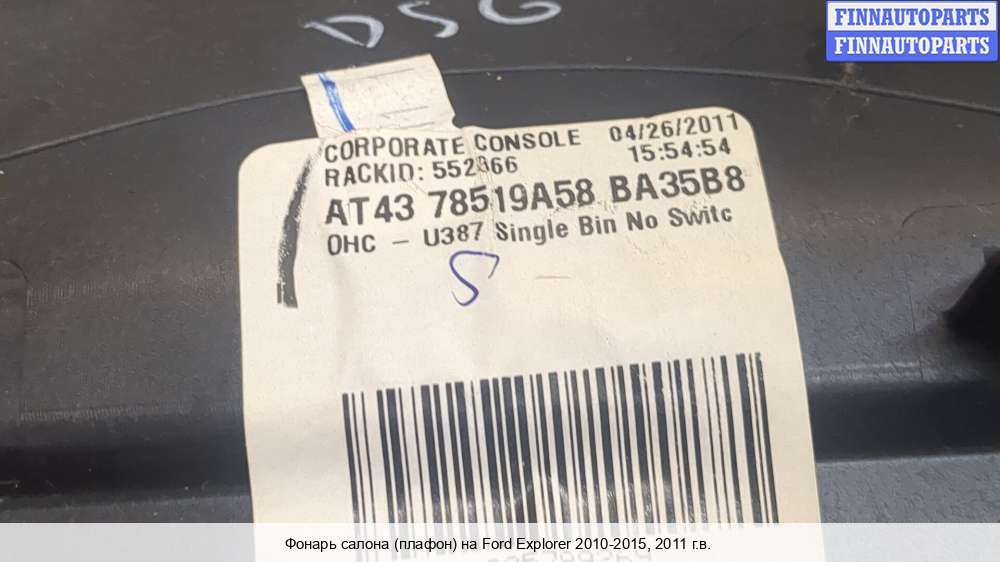 DSG
FINNAUTOPARTS
FINNAUTOPARTS
CORPORATE CONSOLE 04/26/2011
RACKID: 552866 15:54:54
AT43 78519A58 BA35B8
OHC - U387 Single Bin No Switc
S
Фонарь салона (плафон) на Ford Explorer 2010-2015, 2011 г.в.